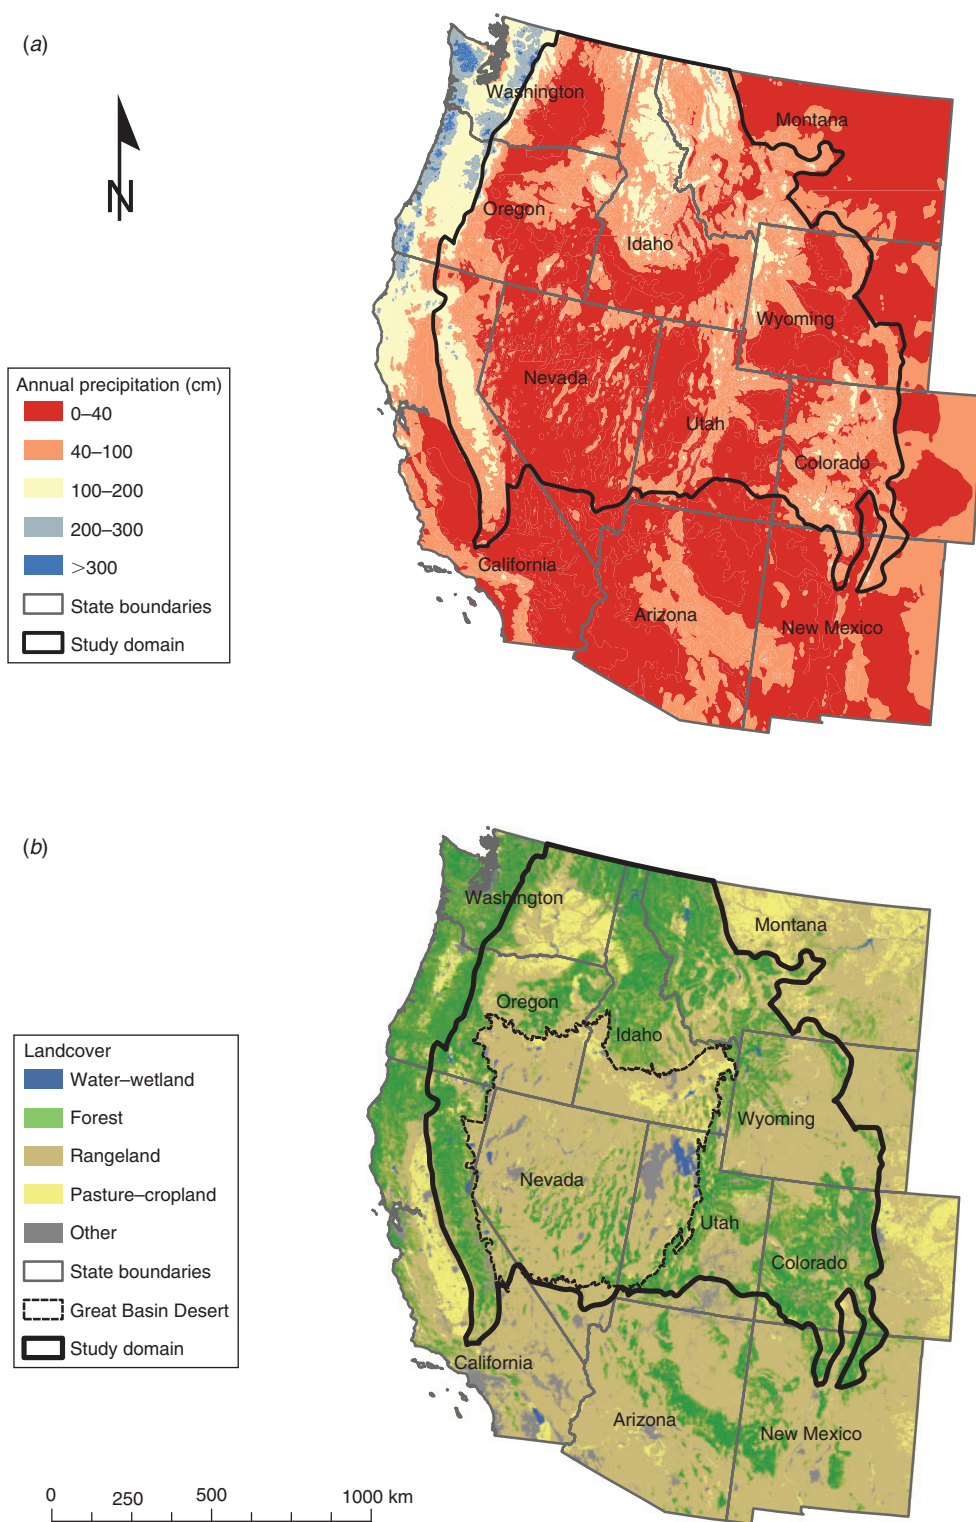 (a)
Washington
Montana
N
Oregon
Idaho
Wyoming
Annual precipitation (cm)
0–40
40–100
100–200
200–300
>300
State boundaries
Study domain
Nevada
Utah
Colorado
California
Arizona
New Mexico
(b)
Washington
Montana
Oregon
Idaho
Wyoming
Landcover
Water–wetland
Forest
Rangeland
Pasture–cropland
Other
State boundaries
Great Basin Desert
Study domain
Nevada
Utah
Colorado
California
Arizona
New Mexico
0 250 500 1000 km